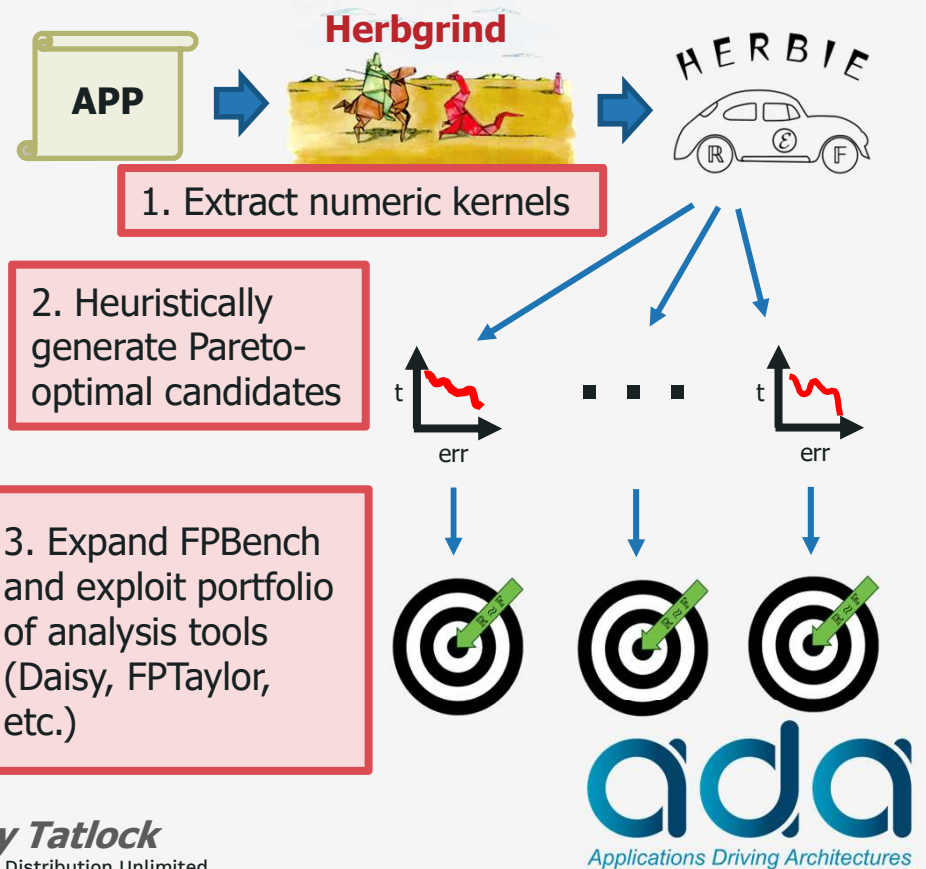 Herbgrind
APP
HERBIE
ℝ ℰ 𝔽
1. Extract numeric kernels
2. Heuristically
generate Pareto-
optimal candidates
t
err
. . .
t
err
3. Expand FPBench
and exploit portfolio
of analysis tools
(Daisy, FPTaylor,
etc.)
ada
Applications Driving Architectures
y Tatlock
Distribution Unlimited